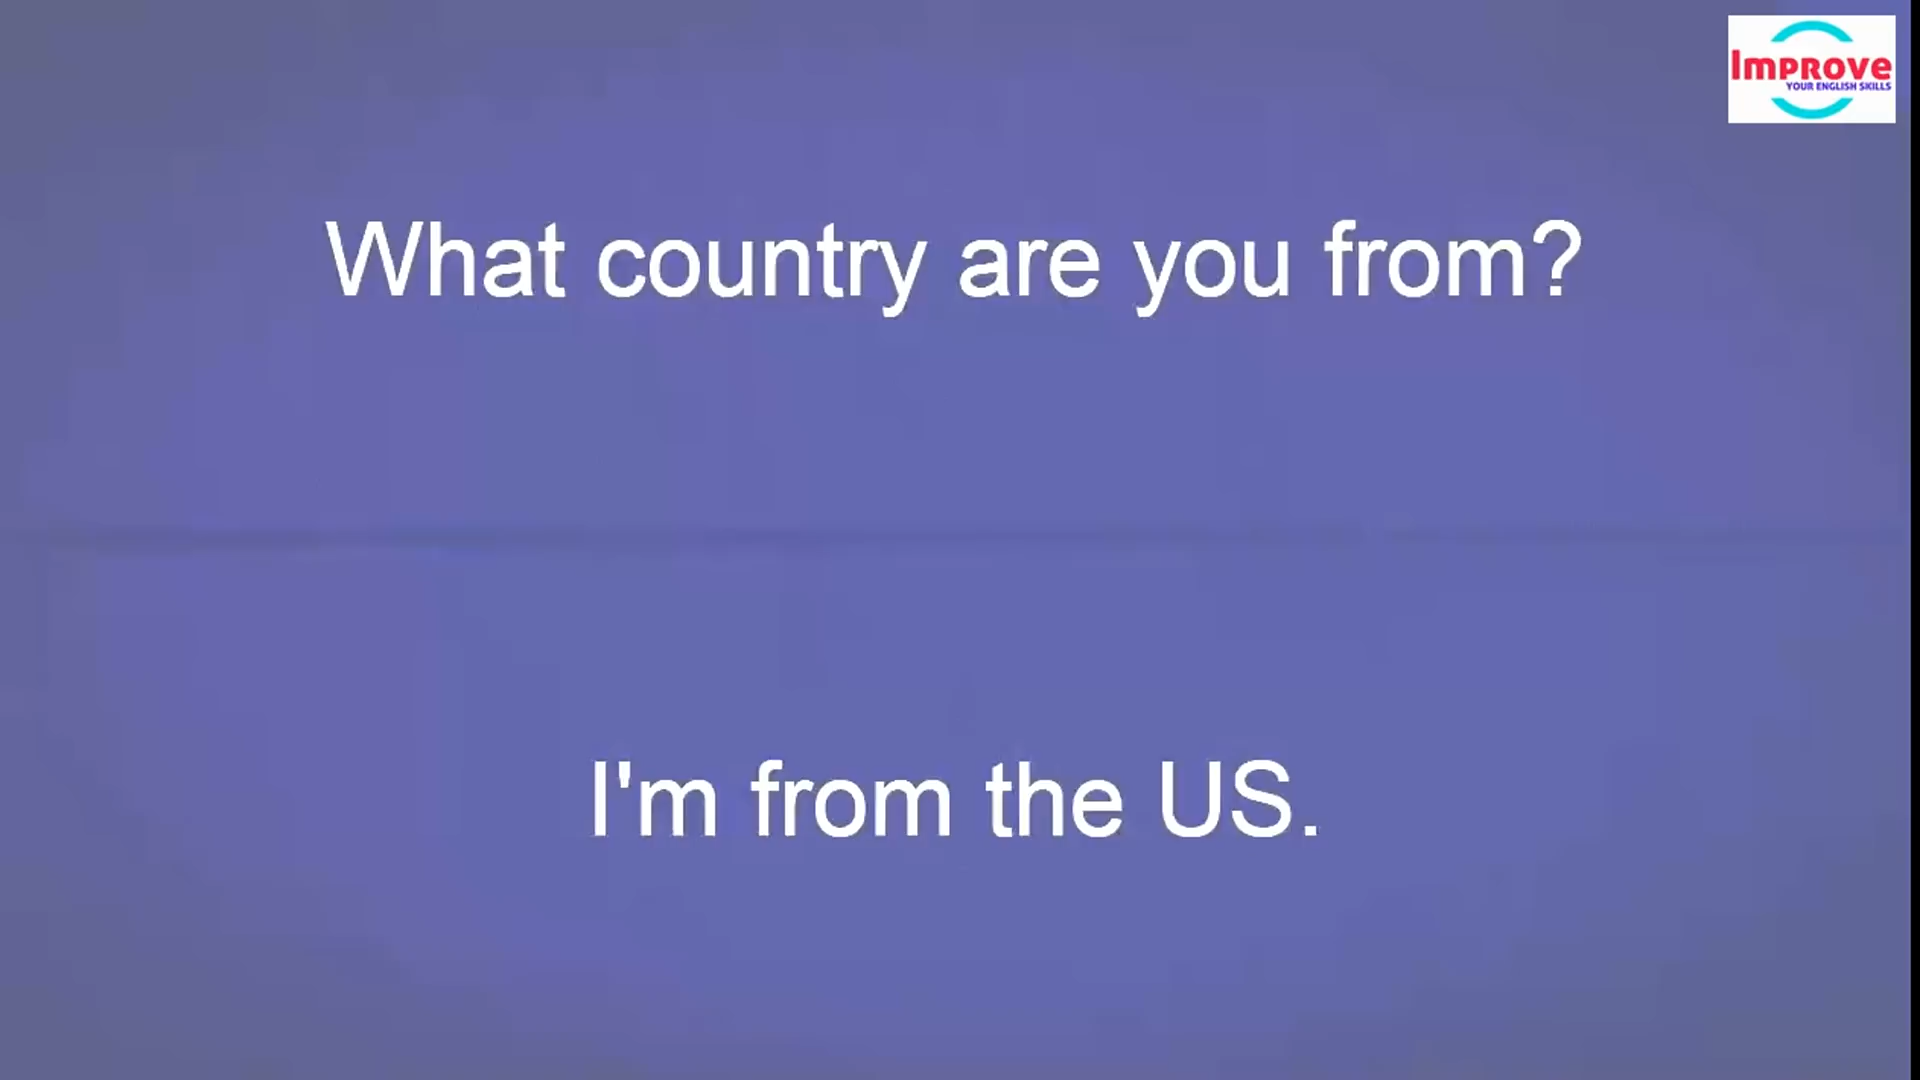 Improve
YOUR ENGLISH SKILLS
What country are you from?
I'm from the US.